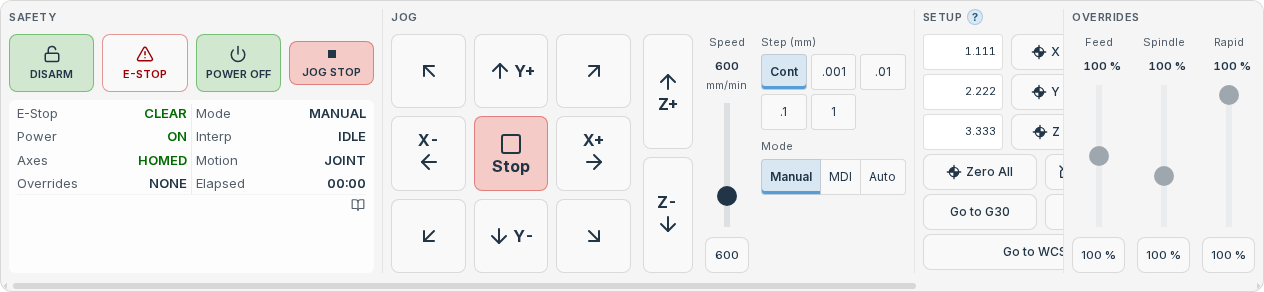 SAFETY
DISARM
E-STOP
POWER OFF
JOG STOP
E-Stop CLEAR Mode MANUAL
Power ON Interp IDLE
Axes HOMED Motion JOINT
Overrides NONE Elapsed 00:00
JOG
Y+
X-
Stop
X+
Y-
Z+
Z-
Speed
600
mm/min
600
Step (mm)
Cont .001 .01
.1 1
Mode
Manual MDI Auto
SETUP ?
1.111 X
2.222 Y
3.333 Z
Zero All
Go to G30
Go to WCS
OVERRIDES
Feed Spindle Rapid
100 % 100 % 100 %
100 % 100 % 100 %